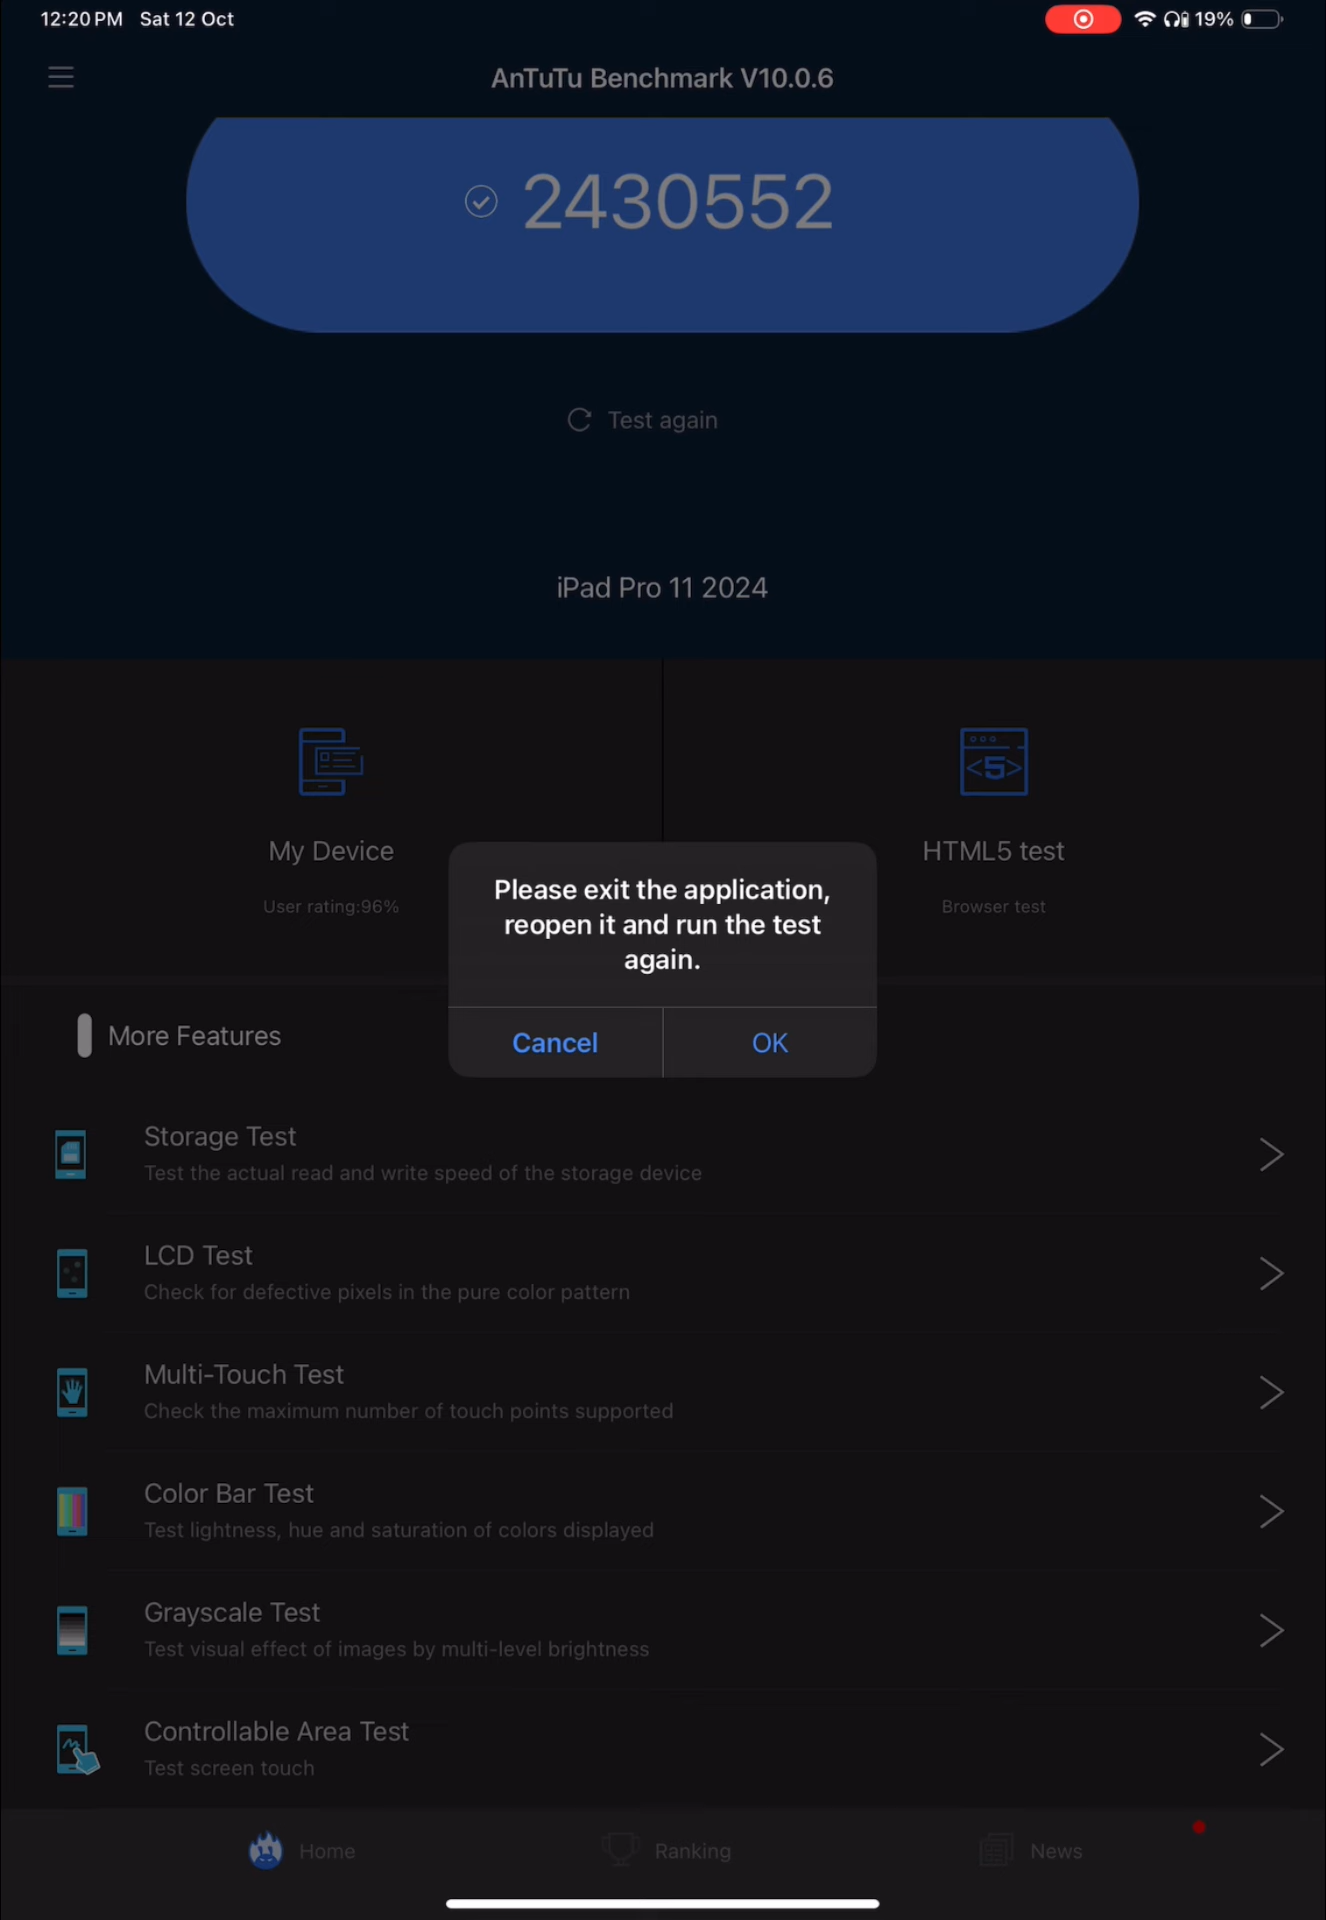 12:20 PM Sat 12 Oct
19%
AnTuTu Benchmark V10.0.6
2430552
Test again
iPad Pro 11 2024
<5>
My Device
HTML5 test
User rating:96%
Browser test
Please exit the application,
reopen it and run the test
again.
Cancel
OK
More Features
Storage Test
Test the actual read and write speed of the storage device
LCD Test
Check for defective pixels in the pure color pattern
Multi-Touch Test
Check the maximum number of touch points supported
Color Bar Test
Test lightness, hue and saturation of colors displayed
Grayscale Test
Test visual effect of images by multi-level brightness
Controllable Area Test
Test screen touch
Home
Ranking
News